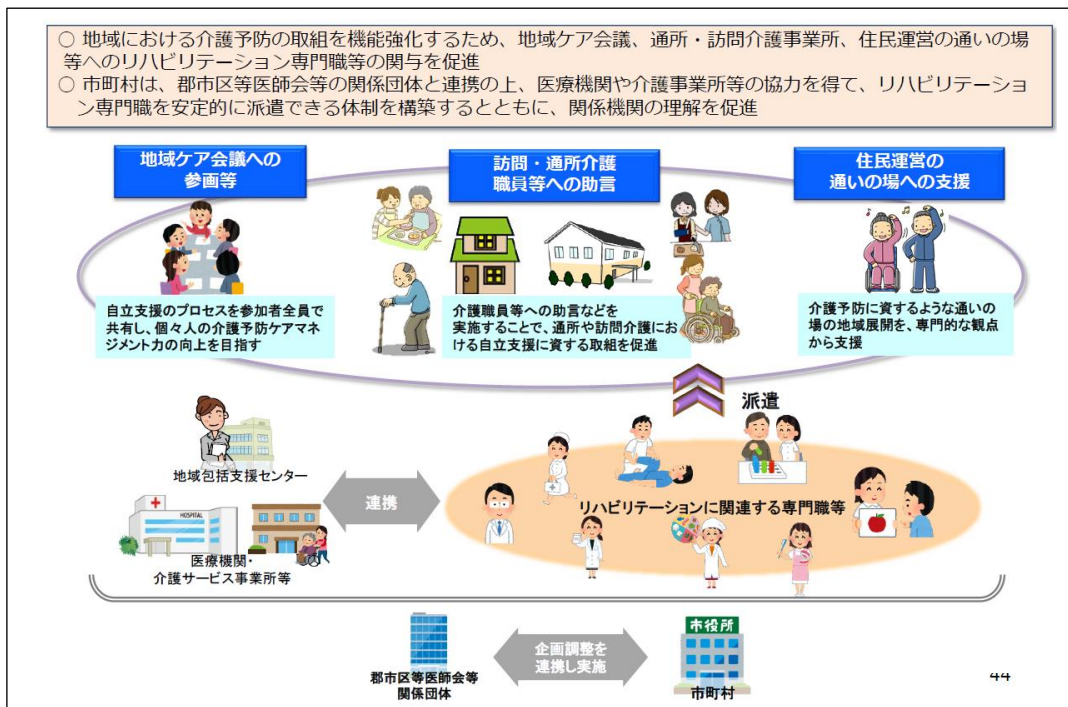 ○ 地域における介護予防の取組を機能強化するため、地域ケア会議、通所・訪問介護事業所、住民運営の通いの場
等へのリハビリテーション専門職等の関与を促進
○ 市町村は、郡市区等医師会等の関係団体と連携の上、医療機関や介護事業所等の協力を得て、リハビリテーショ
ン専門職を安定的に派遣できる体制を構築するとともに、関係機関の理解を促進
地域ケア会議への
参画等
訪問・通所介護
職員等への助言
住民運営の
通いの場への支援
自立支援のプロセスを参加者全員で
共有し、個々人の介護予防ケアマネ
ジメント力の向上を目指す
介護職員等への助言などを
実施することで、通所や訪問介護にお
ける自立支援に資する取組を促進
介護予防に資するような通いの
場の地域展開を、専門的な観点
から支援
派遣
地域包括支援センター
連携
リハビリテーションに関連する専門職等
HOSPITAL
医療機関・
介護サービス事業所等
企画調整を
連携し実施
市役所
郡市区等医師会等
関係団体
市町村
44